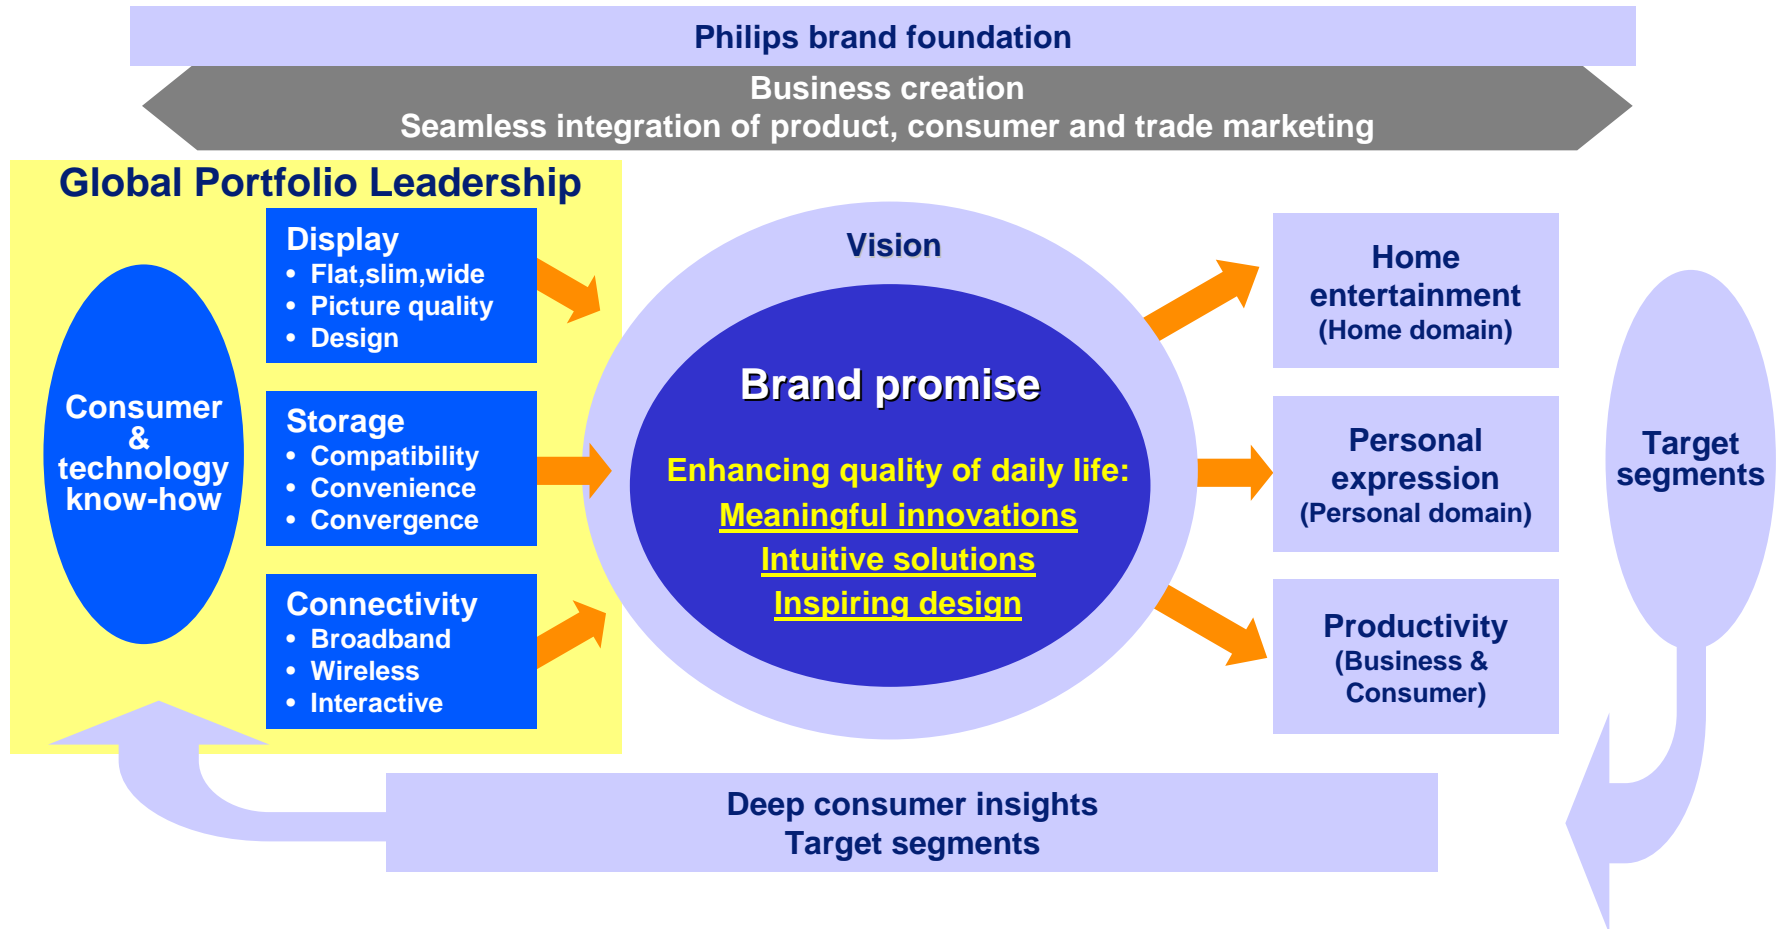 Philips brand foundation
Business creation
Seamless integration of product, consumer and trade marketing
Global Portfolio Leadership
Consumer
&
technology
know-how
Display
• Flat,slim,wide
• Picture quality
• Design
Storage
• Compatibility
• Convenience
• Convergence
Connectivity
• Broadband
• Wireless
• Interactive
Vision
Brand promise
Enhancing quality of daily life:
Meaningful innovations
Intuitive solutions
Inspiring design
Home
entertainment
(Home domain)
Personal
expression
(Personal domain)
Productivity
(Business &
Consumer)
Target
segments
Deep consumer insights
Target segments